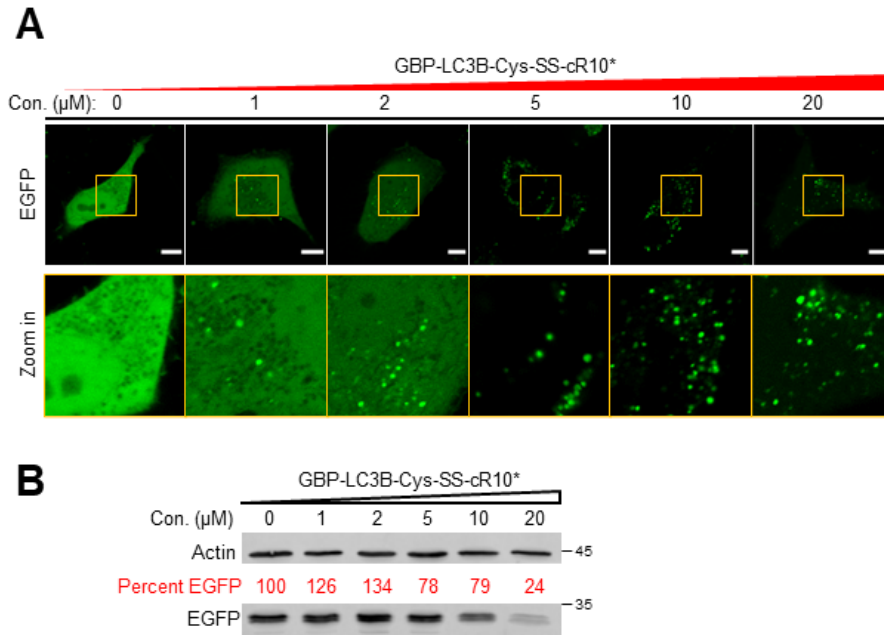 A
GBP-LC3B-Cys-SS-cR10*
Con. (µM): 0 1 2 5 10 20
EGFP
Zoom in
B
GBP-LC3B-Cys-SS-cR10*
Con. (µM) 0 1 2 5 10 20
Actin 45
Percent EGFP 100 126 134 78 79 24
35
EGFP